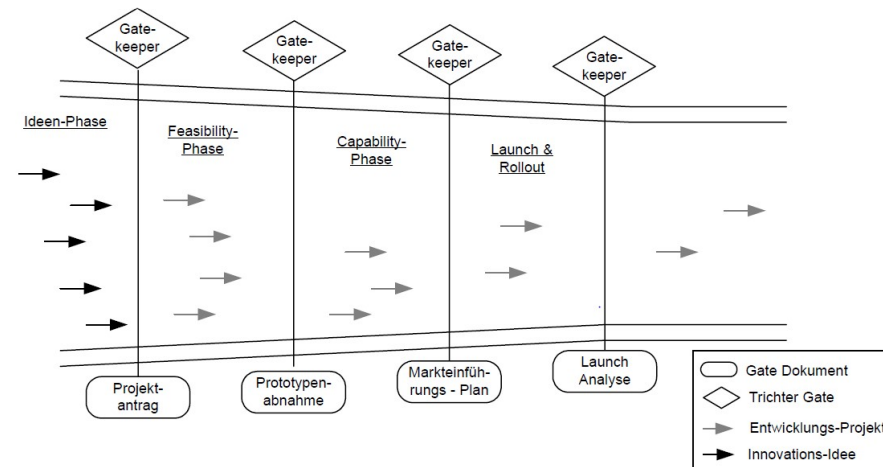 Gate-
keeper
Gate-
keeper
Gate-
keeper
Gate-
keeper
Ideen-Phase
Feasibility-
Phase
Capability-
Phase
Launch &
Rollout
Projekt-
antrag
Prototypen-
abnahme
Markteinfüh-
rungs - Plan
Launch
Analyse
Gate Dokument
Trichter Gate
Entwicklungs-Projekt
Innovations-Idee